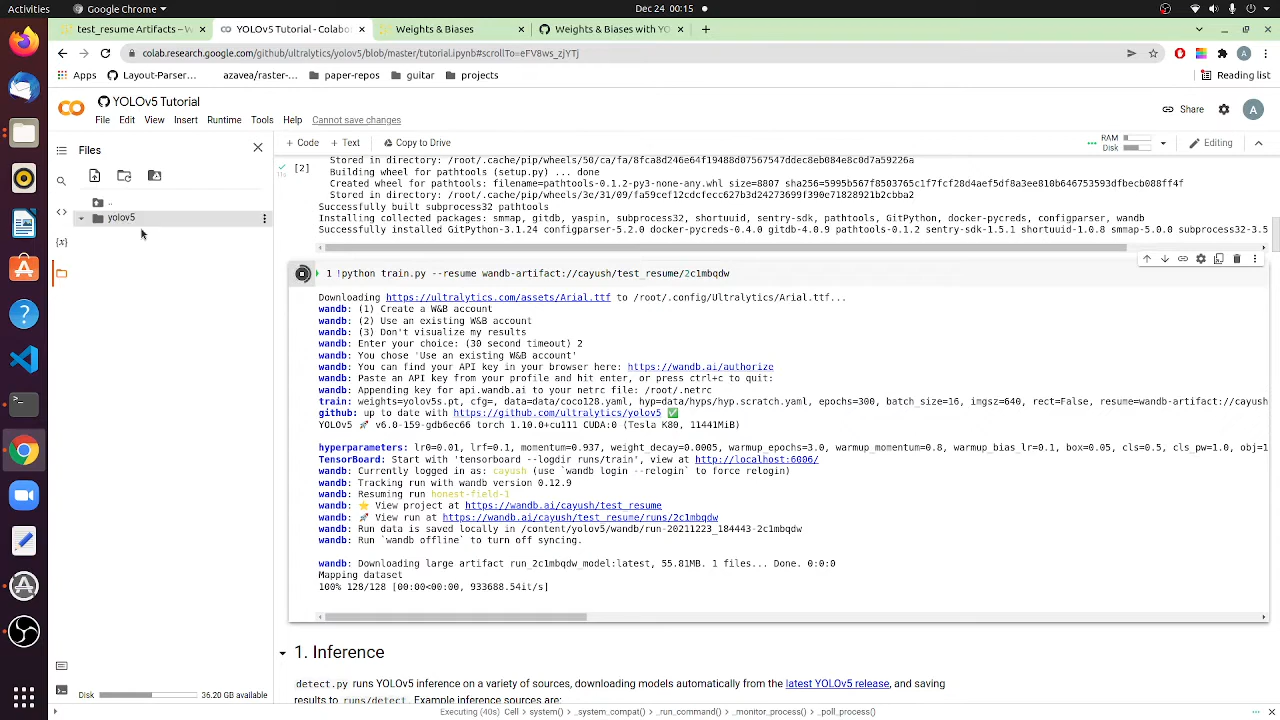 Activities
Google Chrome
Dec 24 00:15
test_resume Artifacts – W
YOLOv5 Tutorial - Colabor
Weights & Biases
Weights & Biases with YO
colab.research.google.com/github/ultralytics/yolov5/blob/master/tutorial.ipynb#scrollTo=eFV8ws_zjYTj
A
Apps
Layout-Parser...
azavea/raster-...
paper-repos
guitar
projects
Reading list
YOLOv5 Tutorial
File Edit View Insert Runtime Tools Help Cannot save changes
Share
A
Files
+ Code + Text Copy to Drive
RAM
Disk
Editing
..
yolov5
{x}
[2]
11s
Stored in directory: /root/.cache/pip/wheels/50/ca/fa/8fca8d246e64f19488d07567547ddec8eb084e8c0d7a59226a
Building wheel for pathtools (setup.py) ... done
Created wheel for pathtools: filename=pathtools-0.1.2-py3-none-any.whl size=8807 sha256=5995b567f8503765c1f7fcf28d4aef5df8a3ee810b646753593dfbecb088ff4f
Stored in directory: /root/.cache/pip/wheels/3e/31/09/fa59cef12cdcfecc627b3d24273699f390e71828921b2cbba2
Successfully built subprocess32 pathtools
Installing collected packages: smmap, gitdb, yaspin, subprocess32, shortuuid, sentry-sdk, pathtools, GitPython, docker-pycreds, configparser, wandb
Successfully installed GitPython-3.1.24 configparser-5.2.0 docker-pycreds-0.4.0 gitdb-4.0.9 pathtools-0.1.2 sentry-sdk-1.5.1 shortuuid-1.0.8 smmap-5.0.0 subprocess32-3.5
1 !python train.py --resume wandb-artifact://cayush/test_resume/2c1mbqdw
Downloading https://ultralytics.com/assets/Arial.ttf to /root/.config/Ultralytics/Arial.ttf...
wandb: (1) Create a W&B account
wandb: (2) Use an existing W&B account
wandb: (3) Don't visualize my results
wandb: Enter your choice: (30 second timeout) 2
wandb: You chose 'Use an existing W&B account'
wandb: You can find your API key in your browser here: https://wandb.ai/authorize
wandb: Paste an API key from your profile and hit enter, or press ctrl+c to quit:
wandb: Appending key for api.wandb.ai to your netrc file: /root/.netrc
train: weights=yolov5s.pt, cfg=, data=data/coco128.yaml, hyp=data/hyps/hyp.scratch.yaml, epochs=300, batch_size=16, imgsz=640, rect=False, resume=wandb-artifact://cayush
github: up to date with https://github.com/ultralytics/yolov5 ✅
YOLOv5 🚀 v6.0-159-gdb6ec66 torch 1.10.0+cu111 CUDA:0 (Tesla K80, 11441MiB)
hyperparameters: lr0=0.01, lrf=0.1, momentum=0.937, weight_decay=0.0005, warmup_epochs=3.0, warmup_momentum=0.8, warmup_bias_lr=0.1, box=0.05, cls=0.5, cls_pw=1.0, obj=1
TensorBoard: Start with 'tensorboard --logdir runs/train', view at http://localhost:6006/
wandb: Currently logged in as: cayush (use `wandb login --relogin` to force relogin)
wandb: Tracking run with wandb version 0.12.9
wandb: Resuming run honest-field-1
wandb: ⭐ View project at https://wandb.ai/cayush/test_resume
wandb: 🚀 View run at https://wandb.ai/cayush/test_resume/runs/2c1mbqdw
wandb: Run data is saved locally in /content/yolov5/wandb/run-20211223_184443-2c1mbqdw
wandb: Run `wandb offline` to turn off syncing.
wandb: Downloading large artifact run_2c1mbqdw_model:latest, 55.81MB. 1 files... Done. 0:0:0
Mapping dataset
100% 128/128 [00:00<00:00, 933688.54it/s]
1. Inference
detect.py runs YOLOv5 inference on a variety of sources, downloading models automatically from the latest YOLOv5 release, and saving
results to runs/detect. Example inference sources are:
Disk
36.20 GB available
Executing (40s) Cell > system() > _system_compat() > _run_command() > _monitor_process() > _poll_process()